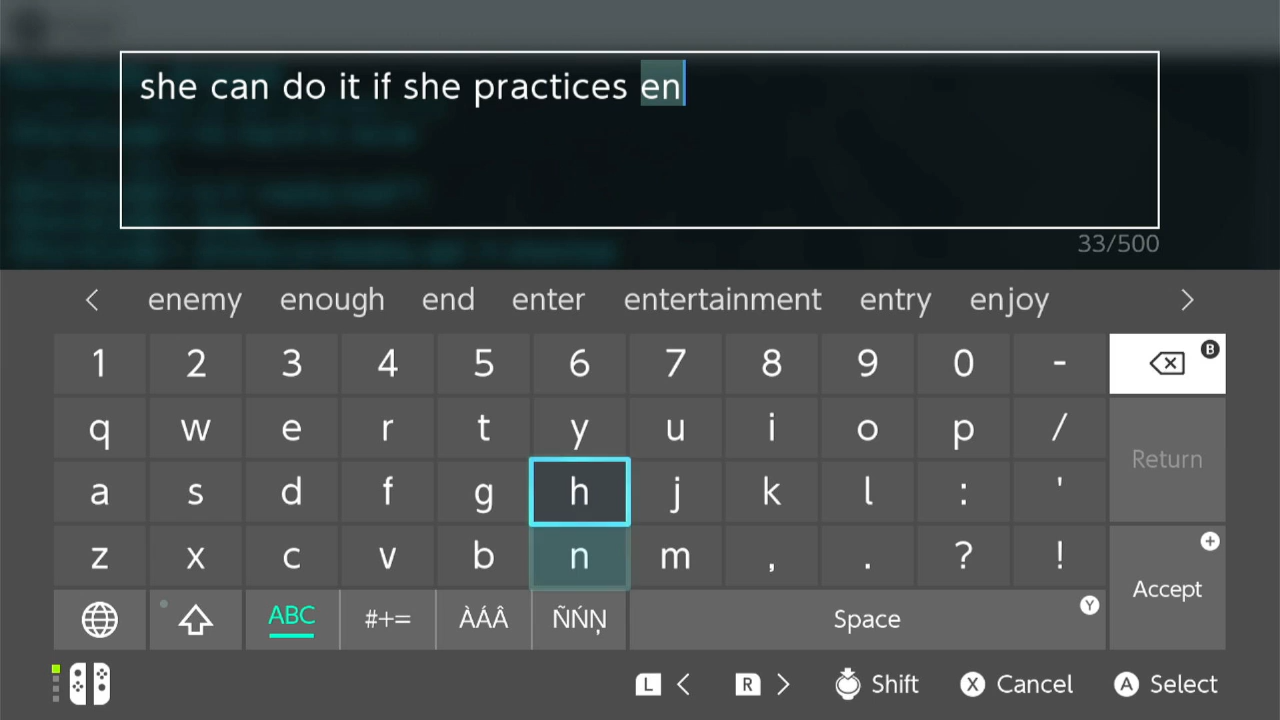 she can do it if she practices en
33/500
< enemy enough end enter entertainment entry enjoy >
1 2 3 4 5 6 7 8 9 0 - B
q w e r t y u i o p / Return
a s d f g h j k l : '
z x c v b n m , . ? ! + Accept
ABC #+= ÀÁÂ ÑŃŅ Space Y
L < R > Shift X Cancel A Select